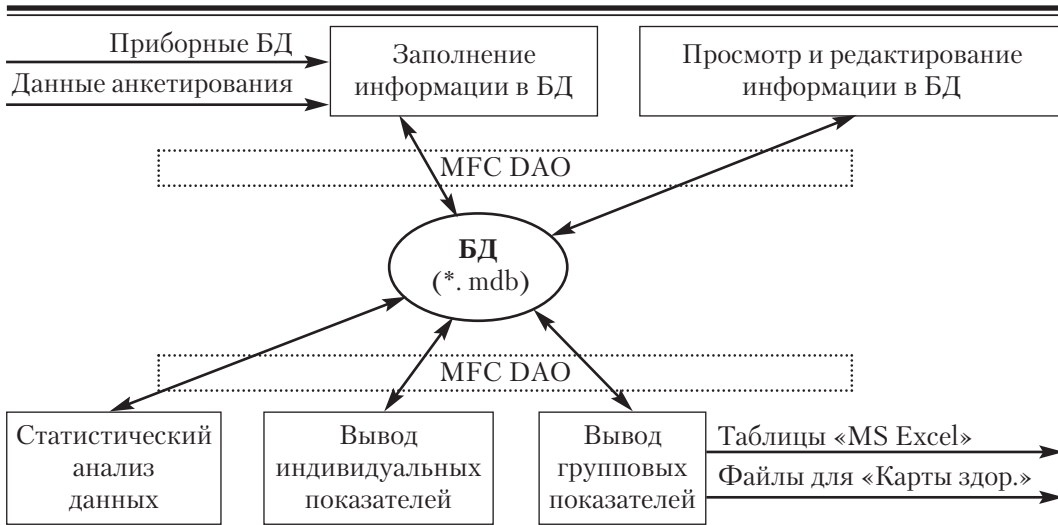 Приборные БД
Данные анкетирования
Заполнение
информации в БД
Просмотр и редактирование
информации в БД
MFC DAO
БД
(*. mdb)
MFC DAO
Статистический
анализ
данных
Вывод
индивидуальных
показателей
Вывод
групповых
показателей
Таблицы «MS Excel»
Файлы для «Карты здор.»